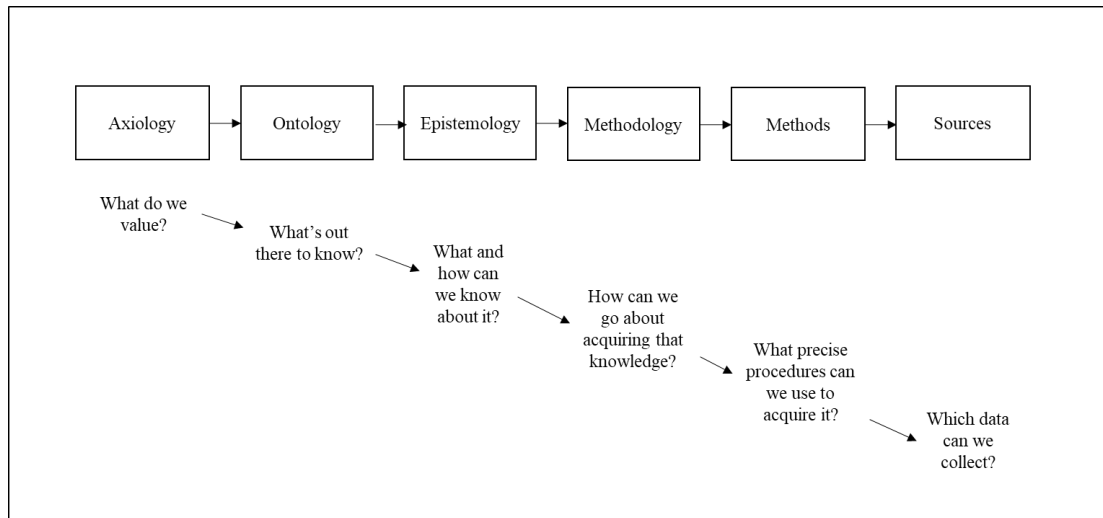 Axiology
Ontology
Epistemology
Methodology
Methods
Sources
What do we
value?
What’s out
there to know?
What and
how can
we know
about it?
How can we
go about
acquiring that
knowledge?
What precise
procedures can
we use to
acquire it?
Which data
can we
collect?